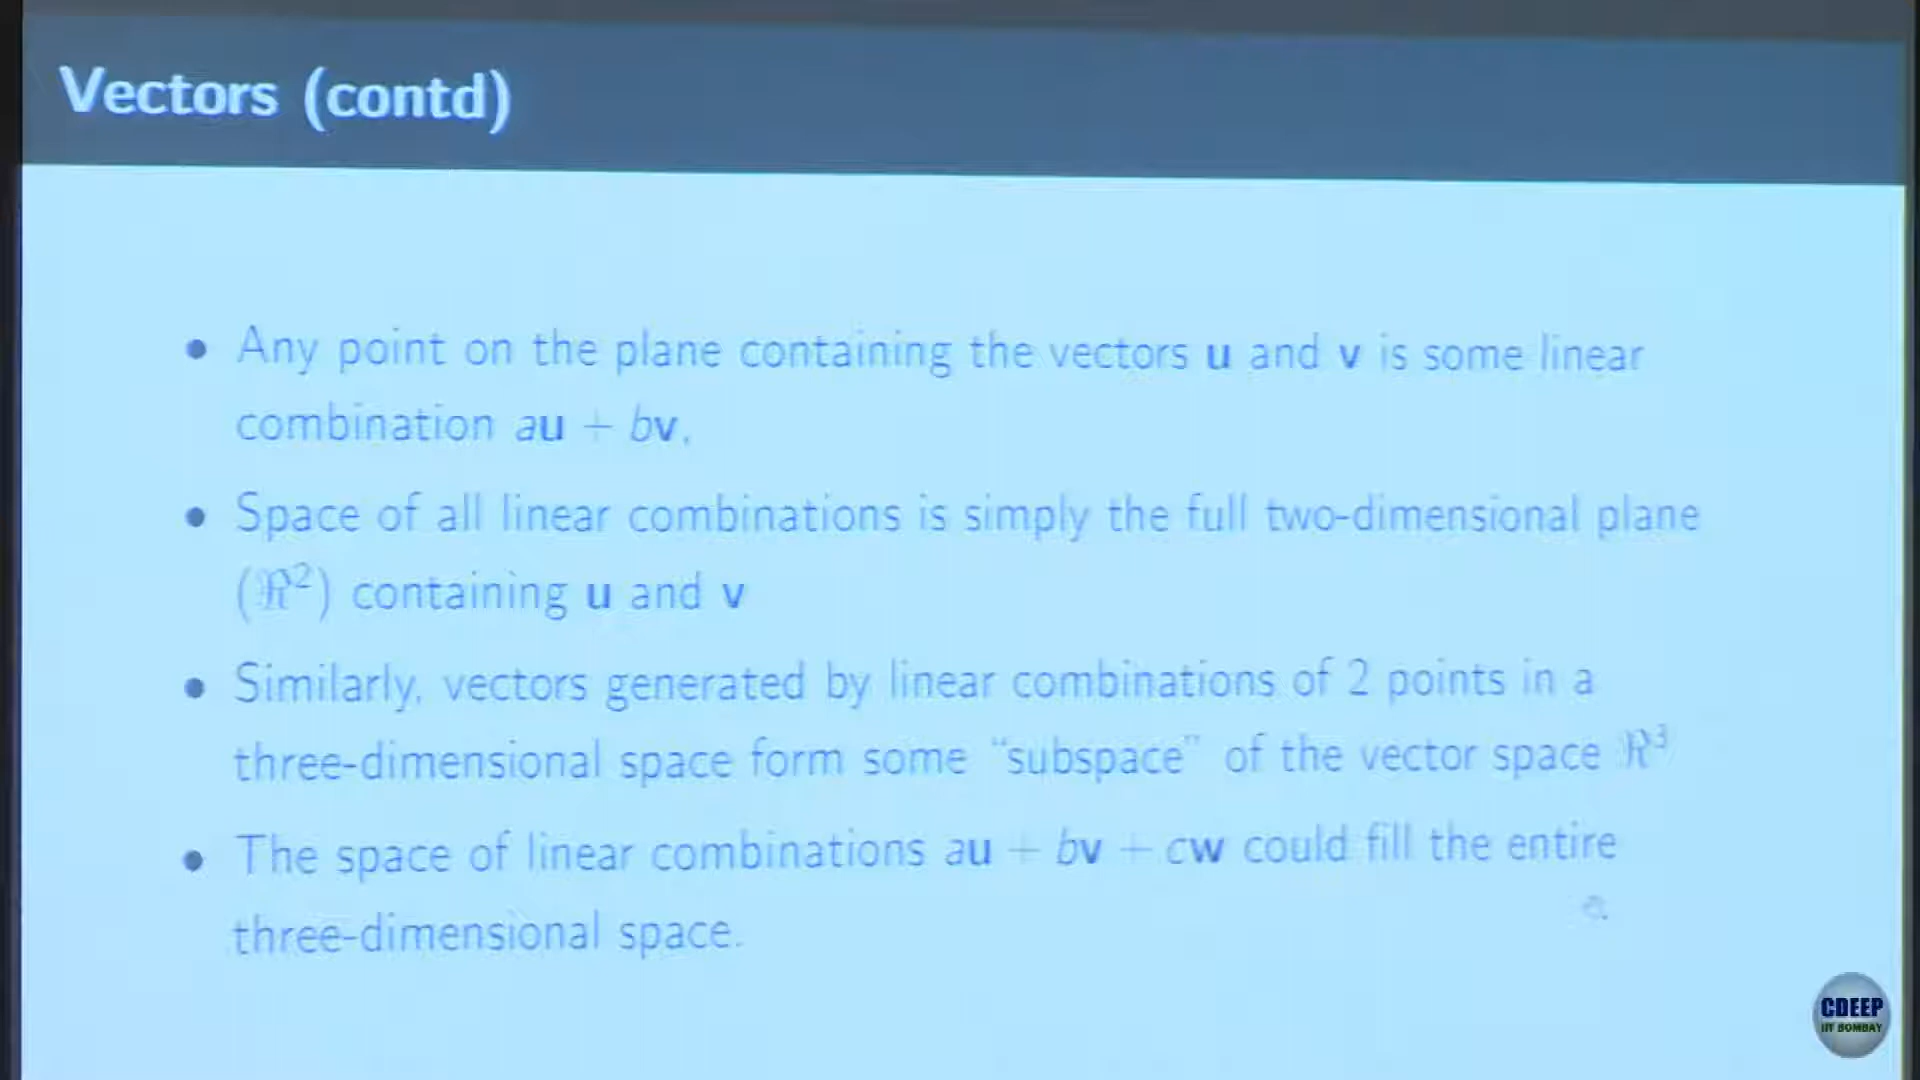 Vectors (contd)
• Any point on the plane containing the vectors u and v is some linear
combination au + bv.
• Space of all linear combinations is simply the full two-dimensional plane
(ℜ²) containing u and v
• Similarly, vectors generated by linear combinations of 2 points in a
three-dimensional space form some “subspace” of the vector space ℜ³
• The space of linear combinations au + bv + cw could fill the entire
three-dimensional space.
CDEEP
IIT BOMBAY